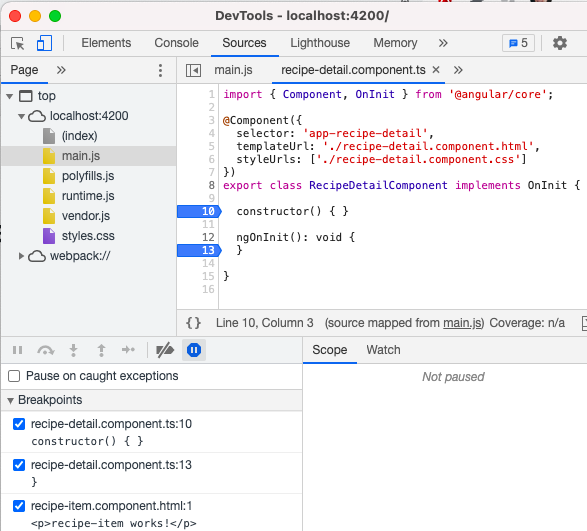 DevTools - localhost:4200/
Elements Console Sources Lighthouse Memory » 5
Page » main.js recipe-detail.component.ts × »
top
localhost:4200
(index)
main.js
polyfills.js
runtime.js
vendor.js
styles.css
webpack://
1 import { Component, OnInit } from '@angular/core';
2
3 @Component({
4 selector: 'app-recipe-detail',
5 templateUrl: './recipe-detail.component.html',
6 styleUrls: ['./recipe-detail.component.css']
7 })
8 export class RecipeDetailComponent implements OnInit {
9
10 constructor() { }
11
12 ngOnInit(): void {
13 }
14
15 }
16
{} Line 10, Column 3 (source mapped from main.js) Coverage: n/a
Scope Watch
Not paused
Pause on caught exceptions
Breakpoints
recipe-detail.component.ts:10
constructor() { }
recipe-detail.component.ts:13
}
recipe-item.component.html:1
<p>recipe-item works!</p>